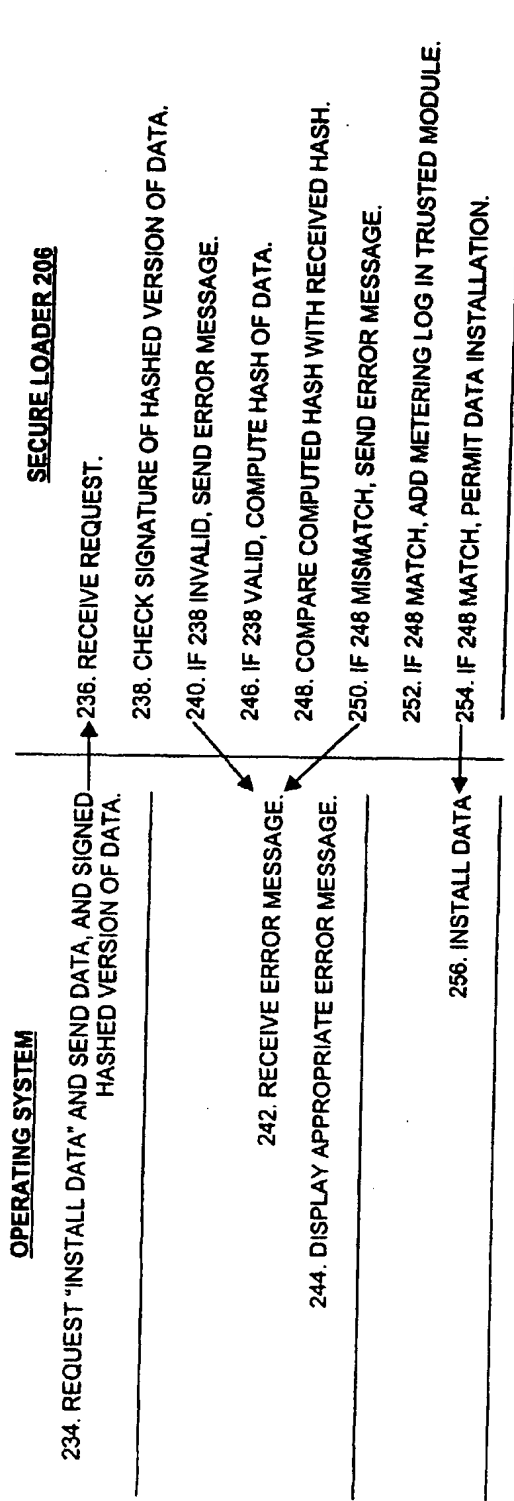 OPERATING SYSTEM
234. REQUEST "INSTALL DATA" AND SEND DATA, AND SIGNED
HASHED VERSION OF DATA.
242. RECEIVE ERROR MESSAGE.
244. DISPLAY APPROPRIATE ERROR MESSAGE.
256. INSTALL DATA
SECURE LOADER 206
236. RECEIVE REQUEST.
238. CHECK SIGNATURE OF HASHED VERSION OF DATA.
240. IF 238 INVALID, SEND ERROR MESSAGE.
246. IF 238 VALID, COMPUTE HASH OF DATA.
248. COMPARE COMPUTED HASH WITH RECEIVED HASH.
250. IF 248 MISMATCH, SEND ERROR MESSAGE.
252. IF 248 MATCH, ADD METERING LOG IN TRUSTED MODULE.
254. IF 248 MATCH, PERMIT DATA INSTALLATION.